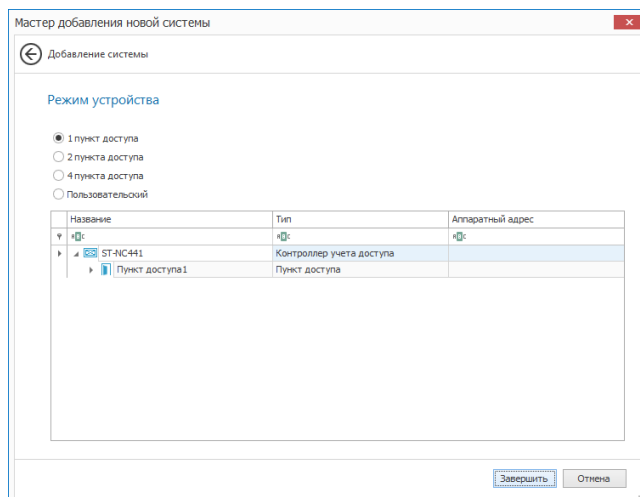 Мастер добавления новой системы
Добавление системы
Режим устройства
1 пункт доступа
2 пункта доступа
4 пункта доступа
Пользовательский
Название Тип Аппаратный адрес
ST-NC441 Контроллер учета доступа
Пункт доступа1 Пункт доступа
Завершить Отмена